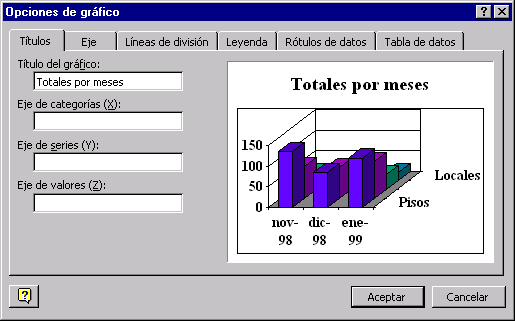 Opciones de gráfico
Títulos
Eje
Líneas de división
Leyenda
Rótulos de datos
Tabla de datos
Título del gráfico:
Totales por meses
Eje de categorías (X):
Eje de series (Y):
Eje de valores (Z):
Totales por meses
150
100
50
0
Locales
Pisos
nov-98
dic-98
ene-99
Aceptar
Cancelar